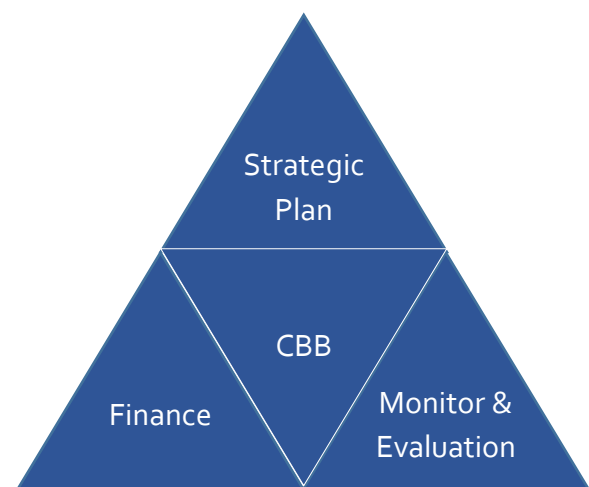 Strategic
Plan
CBB
Finance
Monitor &
Evaluation